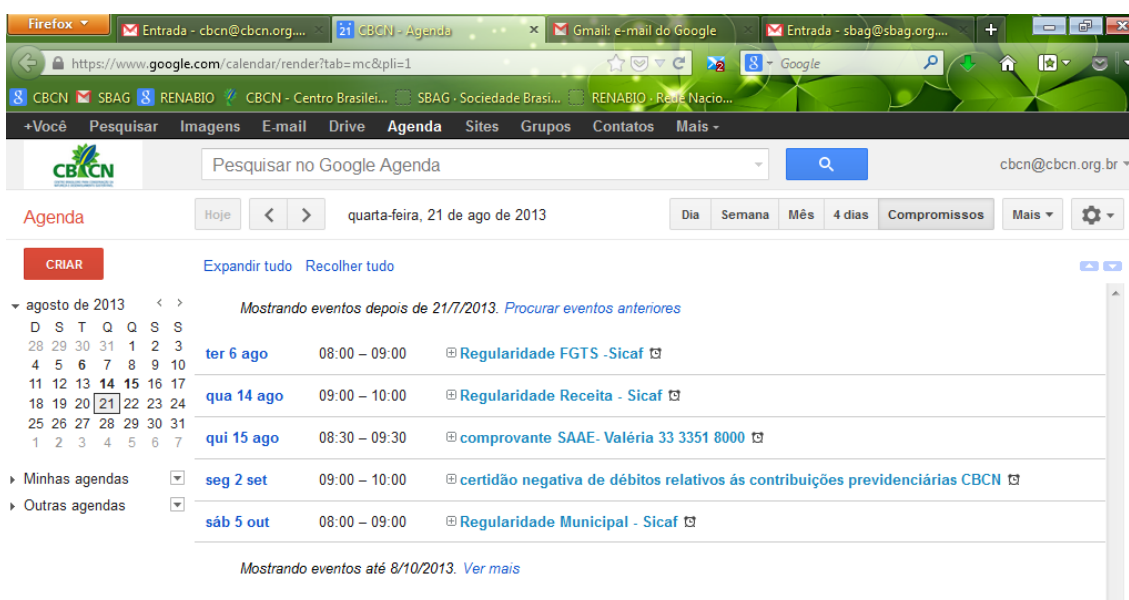 Firefox
Entrada - cbcn@cbcn.org....
21 CBCN - Agenda
Gmail: e-mail do Google
Entrada - sbag@sbag.org....
https://www.google.com/calendar/render?tab=mc&pli=1
Google
CBCN SBAG RENABIO CBCN - Centro Brasilei... SBAG - Sociedade Brasi... RENABIO - Rede Nacio...
+Você Pesquisar Imagens E-mail Drive Agenda Sites Grupos Contatos Mais
CBCN
Pesquisar no Google Agenda
cbcn@cbcn.org.br
Agenda
Hoje
quarta-feira, 21 de ago de 2013
Dia Semana Mês 4 dias Compromissos Mais
CRIAR
Expandir tudo Recolher tudo
agosto de 2013
D S T Q Q S S
28 29 30 31 1 2 3
4 5 6 7 8 9 10
11 12 13 14 15 16 17
18 19 20 21 22 23 24
25 26 27 28 29 30 31
1 2 3 4 5 6 7
Minhas agendas
Outras agendas
Mostrando eventos depois de 21/7/2013. Procurar eventos anteriores
ter 6 ago 08:00 – 09:00 Regularidade FGTS -Sicaf
qua 14 ago 09:00 – 10:00 Regularidade Receita - Sicaf
qui 15 ago 08:30 – 09:30 comprovante SAAE- Valéria 33 3351 8000
seg 2 set 09:00 – 10:00 certidão negativa de débitos relativos ás contribuições previdenciárias CBCN
sáb 5 out 08:00 – 09:00 Regularidade Municipal - Sicaf
Mostrando eventos até 8/10/2013. Ver mais